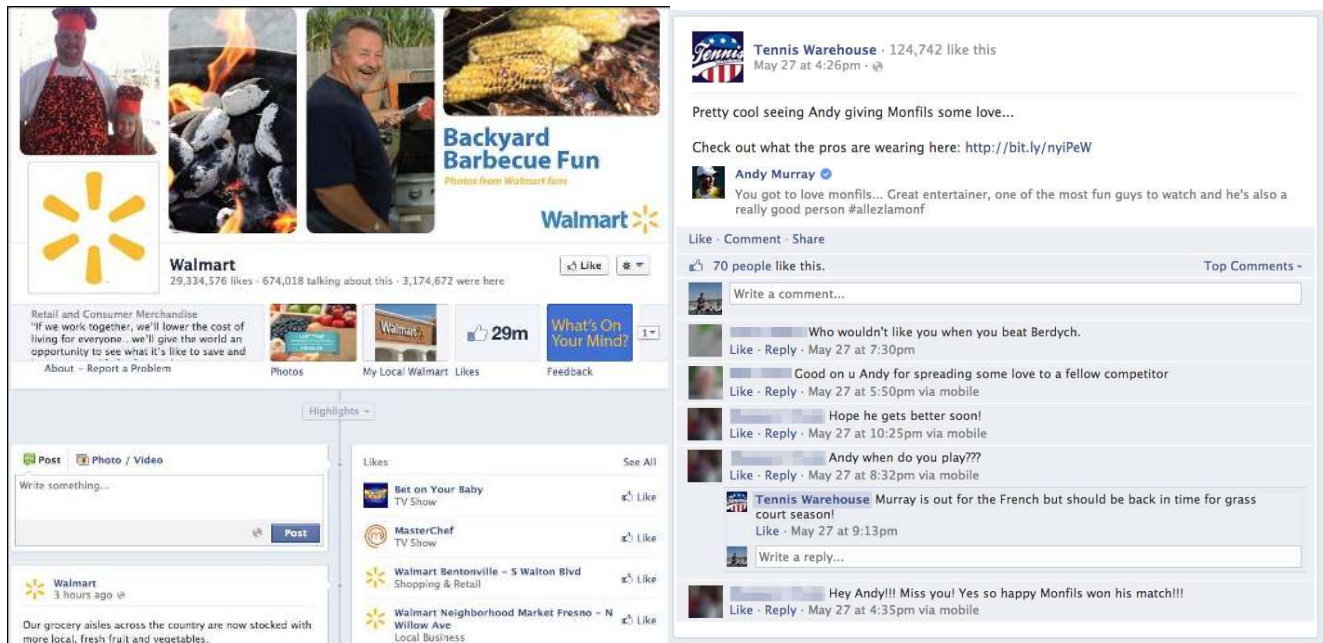 Backyard
Barbecue Fun
Photos from Walmart fans
Walmart
Walmart
29,334,576 likes · 674,018 talking about this · 3,174,672 were here
Like
Retail and Consumer Merchandise
"If we work together, we'll lower the cost of
living for everyone...we'll give the world an
opportunity to see what it's like to save and
About - Report a Problem
Photos
Walmart
My Local Walmart
29m
Likes
What's On
Your Mind?
Feedback
1
Highlights
Post
Photo / Video
Write something...
Post
Walmart
3 hours ago
Our grocery aisles across the country are now stocked with
more local, fresh fruit and vegetables.
Likes
See All
Bet on Your Baby
TV Show
Like
MasterChef
TV Show
Like
Walmart Bentonville - S Walton Blvd
Shopping & Retail
Like
Walmart Neighborhood Market Fresno - N
Willow Ave
Local Business
Like
Tennis
Tennis Warehouse · 124,742 like this
May 27 at 4:26pm ·
Pretty cool seeing Andy giving Monfils some love...
Check out what the pros are wearing here: http://bit.ly/nyiPeW
Andy Murray
You got to love monfils... Great entertainer, one of the most fun guys to watch and he's also a
really good person #allezlamonf
Like · Comment · Share
70 people like this.
Top Comments
Write a comment...
Who wouldn't like you when you beat Berdych.
Like · Reply · May 27 at 7:30pm
Good on u Andy for spreading some love to a fellow competitor
Like · Reply · May 27 at 5:50pm via mobile
Hope he gets better soon!
Like · Reply · May 27 at 10:25pm via mobile
Andy when do you play???
Like · Reply · May 27 at 8:32pm via mobile
Tennis Warehouse Murray is out for the French but should be back in time for grass
court season!
Like · May 27 at 9:13pm
Write a reply...
Hey Andy!!! Miss you! Yes so happy Monfils won his match!!!
Like · Reply · May 27 at 4:35pm via mobile